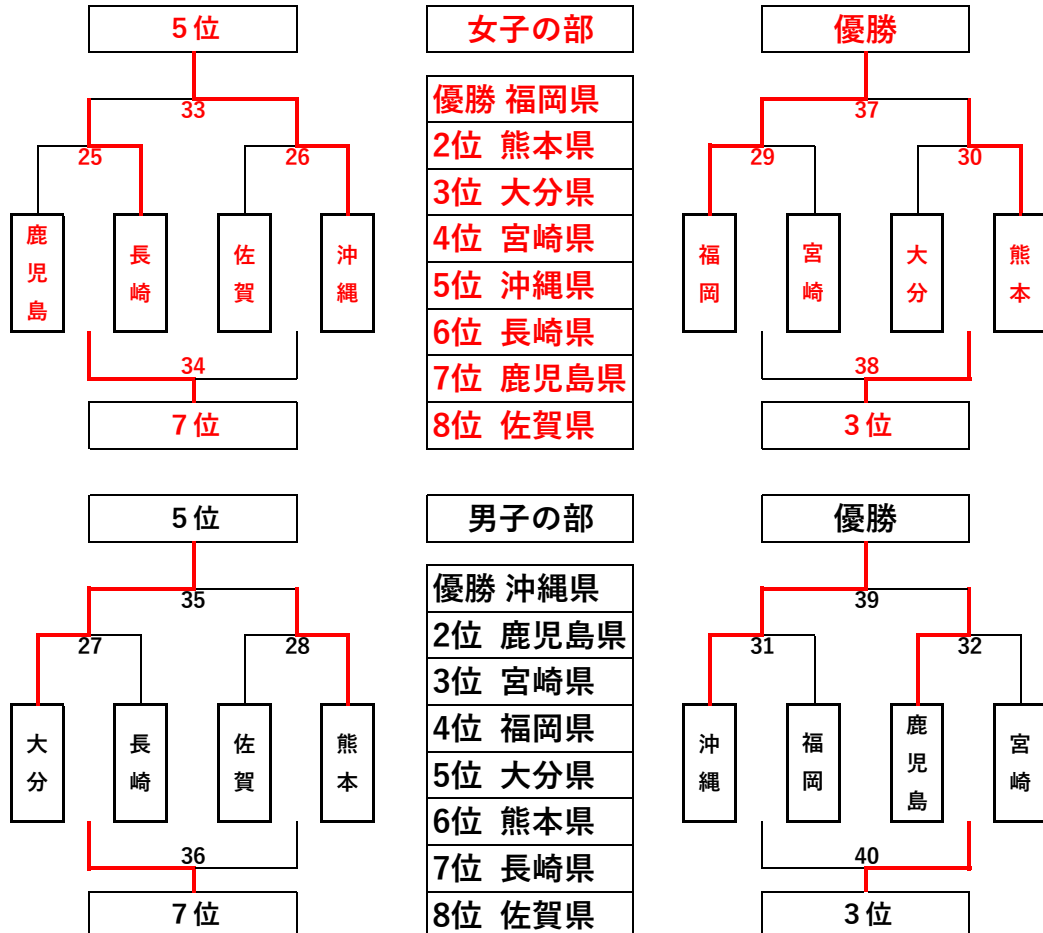 5位
女子の部
優勝
優勝 福岡県
2位 熊本県
3位 大分県
4位 宮崎県
5位 沖縄県
6位 長崎県
7位 鹿児島県
8位 佐賀県
33
25
26
鹿児島
長崎
佐賀
沖縄
34
7位
37
29
30
福岡
宮崎
大分
熊本
38
3位
5位
男子の部
優勝
優勝 沖縄県
2位 鹿児島県
3位 宮崎県
4位 福岡県
5位 大分県
6位 熊本県
7位 長崎県
8位 佐賀県
35
27
28
大分
長崎
佐賀
熊本
36
7位
39
31
32
沖縄
福岡
鹿児島
宮崎
40
3位